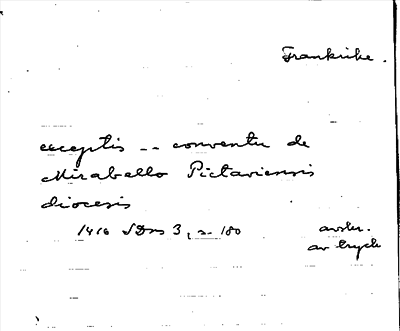 Frankrike.
exceptis -- conventu de
Mirabello Pictaviensis
diocesis
1416 SDns 3, s. 180
avskr.
av tryck